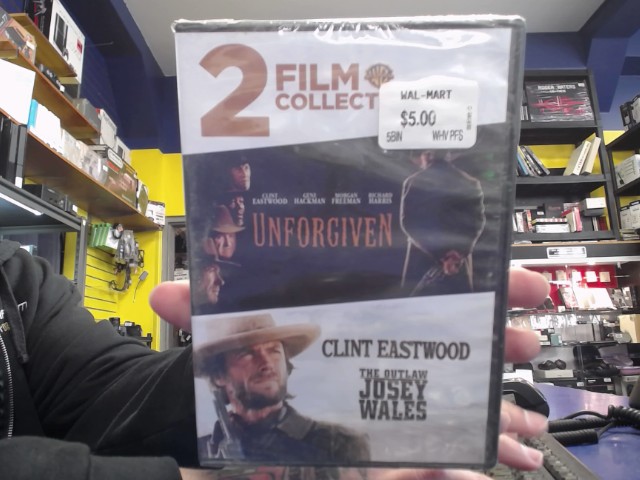 2 FILM
COLLECT
WAL-MART
$5.00
5BIN WHV PFS
CLINT EASTWOOD GENE HACKMAN MORGAN FREEMAN RICHARD HARRIS
UNFORGIVEN
CLINT EASTWOOD
THE OUTLAW
JOSEY
WALES